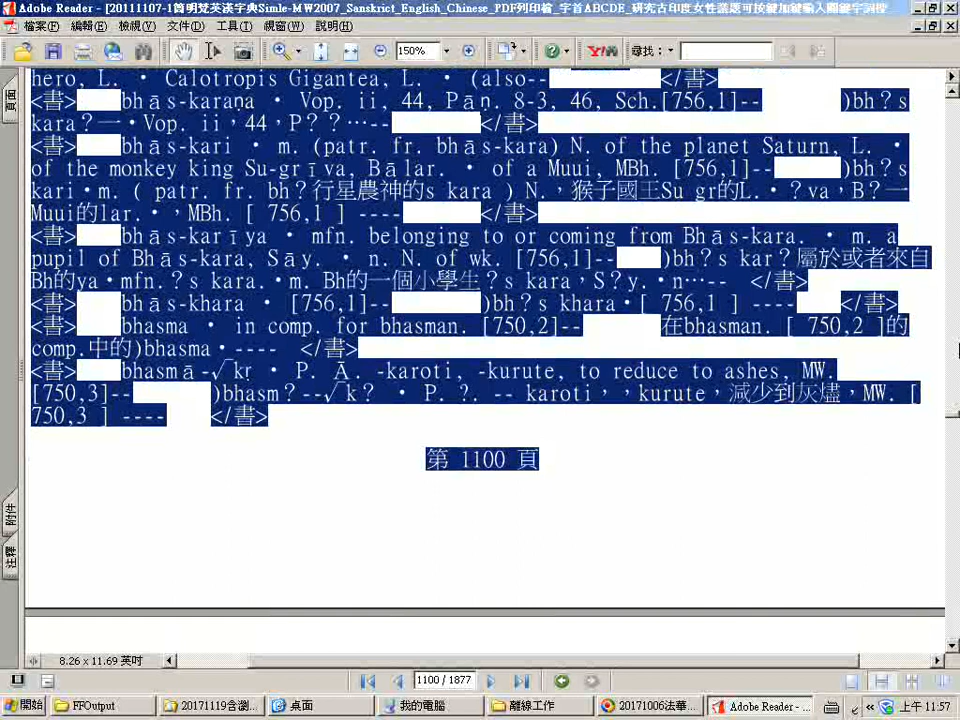 Adobe Reader - [20111107-1簡明梵英漢字典Simle-MW2007_Sanskrict_English_Chinese_PDF列印檔_字首ABCDE_研究古印度女性議題可按鍵加鍵輸入關鍵字詞搜
檔案(F) 編輯(E) 檢視(V) 文件(D) 工具(T) 視窗(W) 說明(H)
150% 尋找：
頁面
hero, L. • Calotropis Gigantea, L. • (also-- </書>
<書> bhās-karaṇa • Vop. ii, 44, Pāṇ. 8-3, 46, Sch.[756,1]-- )bh？s
kara？一•Vop. ii，44，P？？…-- </書>
<書> bhās-kari • m. (patr. fr. bhās-kara) N. of the planet Saturn, L. •
of the monkey king Su-grīva, Bālar. • of a Muui, MBh. [756,1]-- )bh？s
kari•m. ( patr. fr. bh？行星農神的s kara ) N.，猴子國王Su gr的L.•？va，B？一
Muui的lar.•，MBh. [ 756,1 ] ---- </書>
<書> bhās-karīya • mfn. belonging to or coming from Bhās-kara. • m. a
pupil of Bhās-kara, Sāy. • n. N. of wk. [756,1]-- )bh？s kar？屬於或者來自
Bh的ya•mfn.？s kara.•m. Bh的一個小學生？s kara，S？y.•n…-- </書>
<書> bhās-khara • [756,1]-- )bh？s khara•[ 756,1 ] ---- </書>
<書> bhasma • in comp. for bhasman. [750,2]-- 在bhasman. [ 750,2 ]的
comp.中的)bhasma•---- </書>
<書> bhasmā-√kṛ • P. Ā. -karoti, -kurute, to reduce to ashes, MW.
[750,3]-- )bhasm？--√k？ • P. ?. -- karoti，，kurute，減少到灰燼，MW. [
750,3 ] ---- </書>
第 1100 頁
附件
注釋
8.26 x 11.69 英吋
1100 / 1877
開始 FFOutput 20171119含瀏... 桌面 我的電腦 離線工作 20171006法華... Adobe Reader - ... 上午 11:57